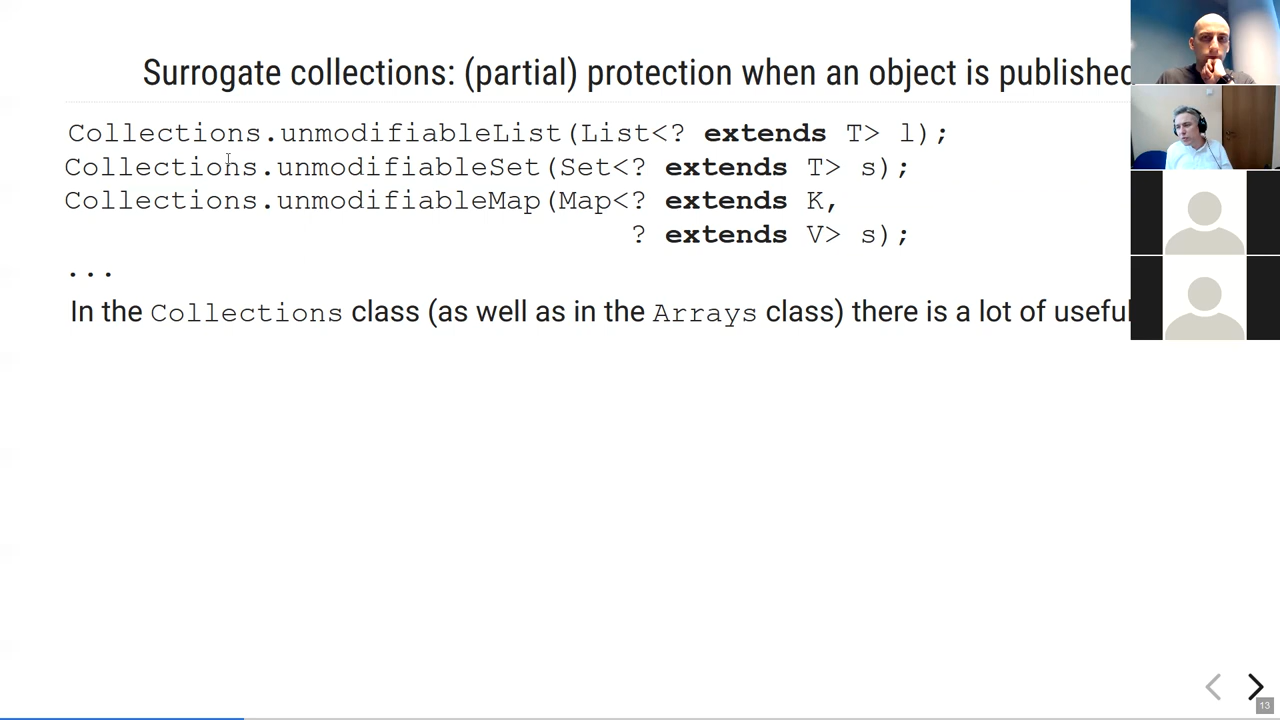 Surrogate collections: (partial) protection when an object is published
Collections.unmodifiableList(List<? extends T> l);
Collections.unmodifiableSet(Set<? extends T> s);
Collections.unmodifiableMap(Map<? extends K,
? extends V> s);
...
In the Collections class (as well as in the Arrays class) there is a lot of useful
13